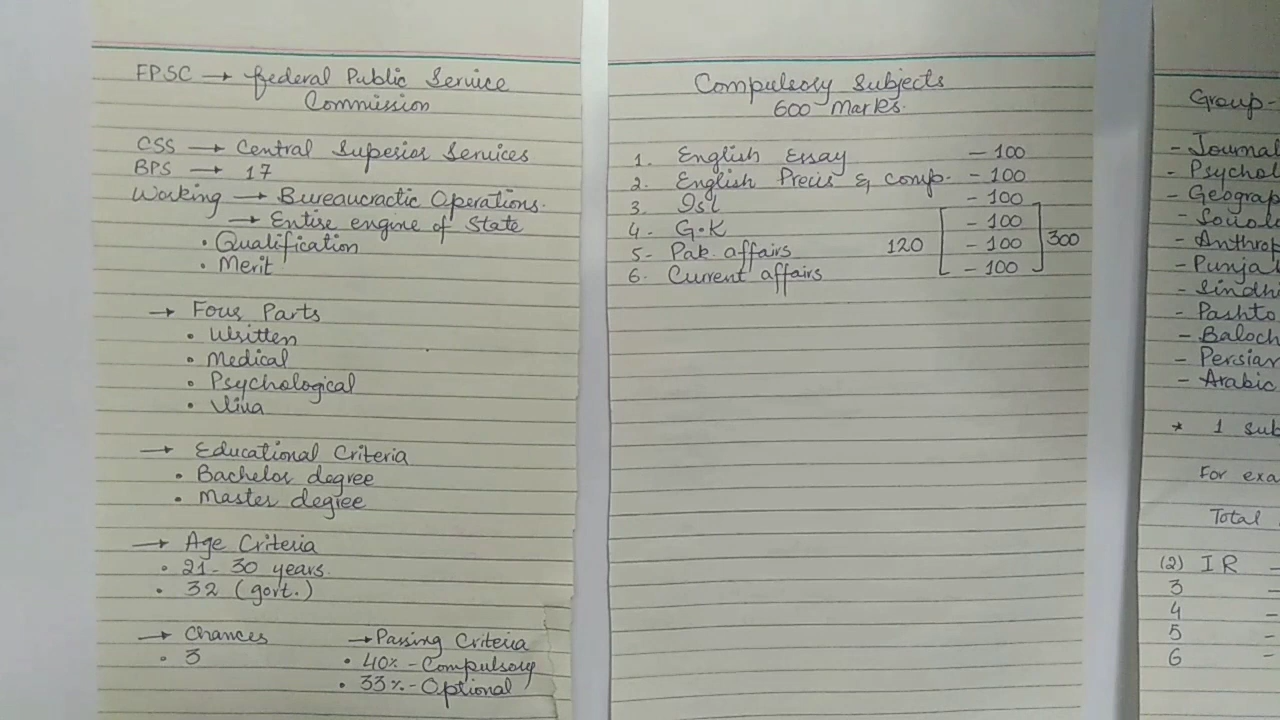 FPSC → Federal Public Service
Commission
CSS → Central Superior Services
BPS → 17
Working → Bureaucractic Operations.
→ Entire engine of State
• Qualification
• Merit
→ Four Parts
• Written
• Medical
• Psychological
• Viva
→ Educational Criteria
• Bachelor degree
• Master degree
→ Age Criteria
• 21-30 years.
• 32 (govt.)
→ Chances
• 3
→ Passing Criteria
• 40% - Compulsory
• 33% - Optional
Compulsory Subjects
600 Marks.
1. English Essay - 100
2. English Precis & comp. - 100
3. Isl - 100
4. G.K - 100
5- Pak. affairs 120 - 100 300
6. Current affairs - 100
Group-
- Journal
- Psychol
- Geograp
- Sociolo
- Anthrop
- Punjab
- Sindhi
- Pashto
- Baloch
- Persian
- Arabic
* 1 sub
For exa
Total
(2) IR -
3 -
4 -
5 -
6 -